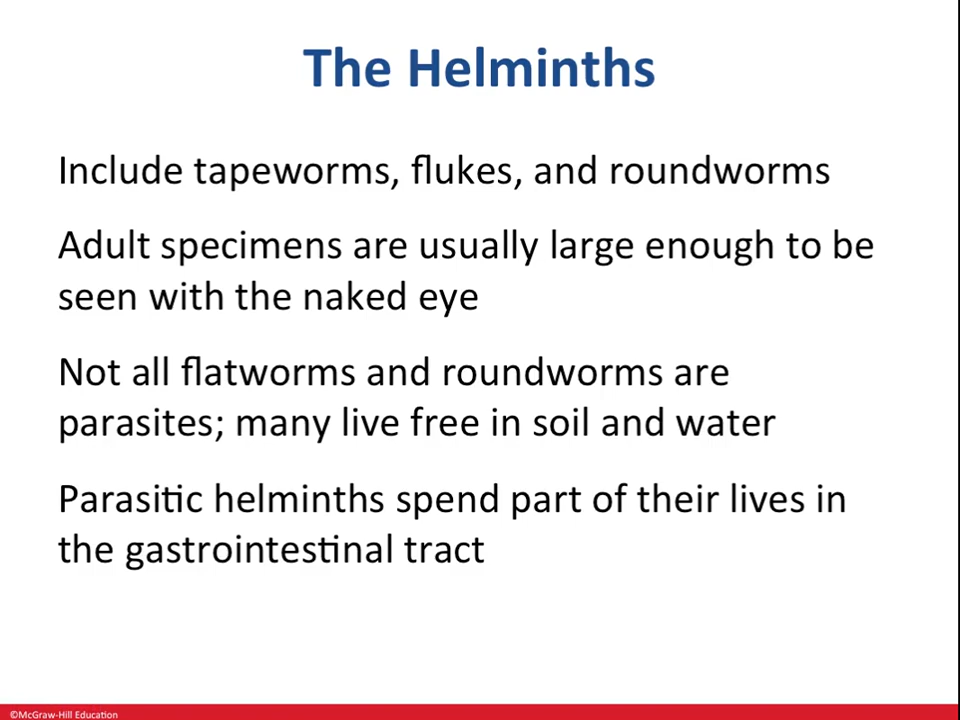 The Helminths
Include tapeworms, flukes, and roundworms
Adult specimens are usually large enough to be
seen with the naked eye
Not all flatworms and roundworms are
parasites; many live free in soil and water
Parasitic helminths spend part of their lives in
the gastrointestinal tract
©McGraw-Hill Education